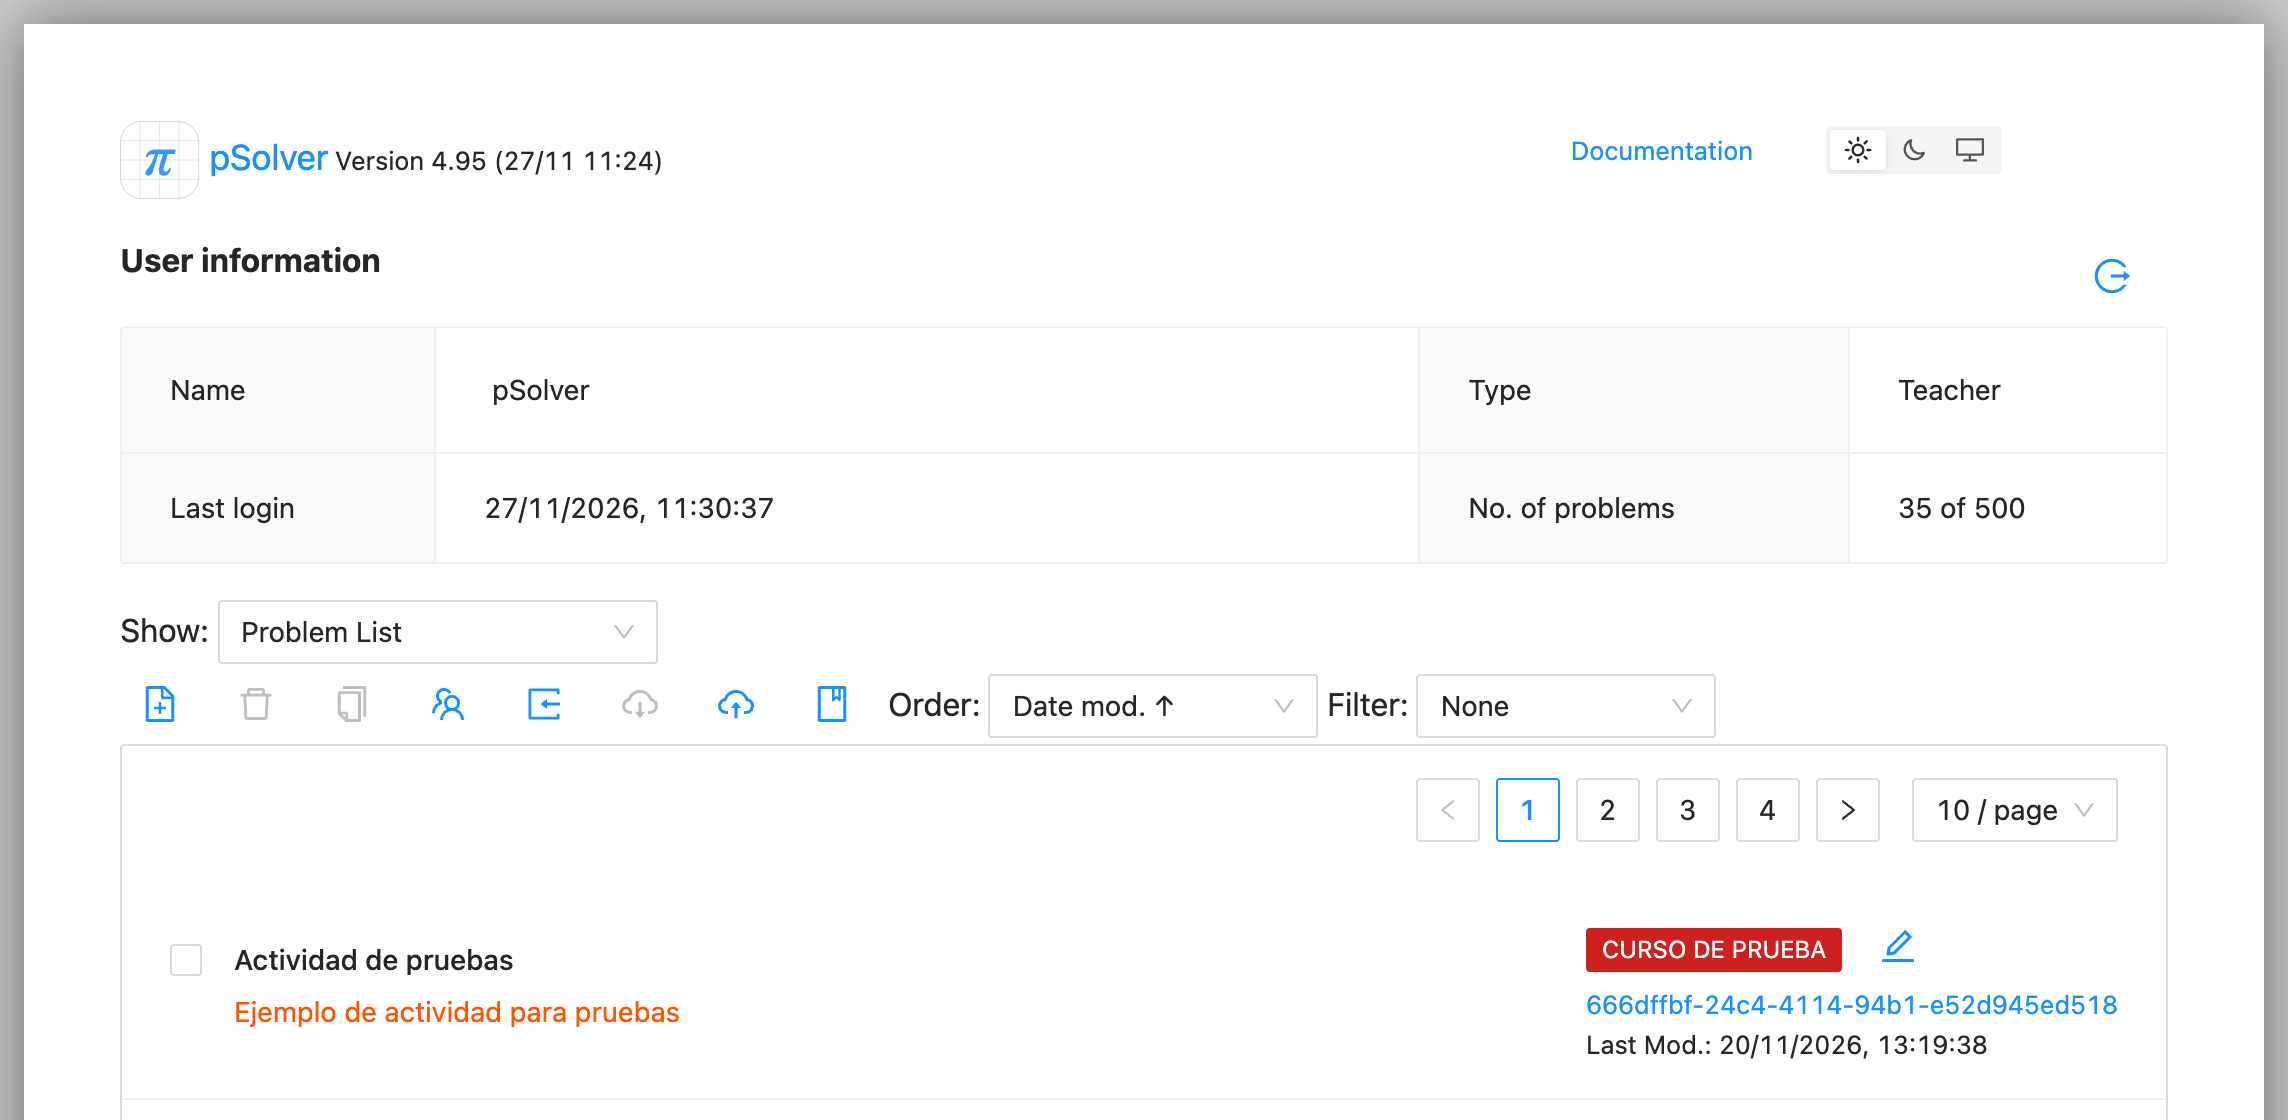 π pSolver Version 4.95 (27/11 11:24) Documentation
User information
Name pSolver Type Teacher
Last login 27/11/2026, 11:30:37 No. of problems 35 of 500
Show: Problem List
Order: Date mod. ↑ Filter: None
< 1 2 3 4 > 10 / page
Actividad de pruebas CURSO DE PRUEBA
Ejemplo de actividad para pruebas 666dffbf-24c4-4114-94b1-e52d945ed518
Last Mod.: 20/11/2026, 13:19:38